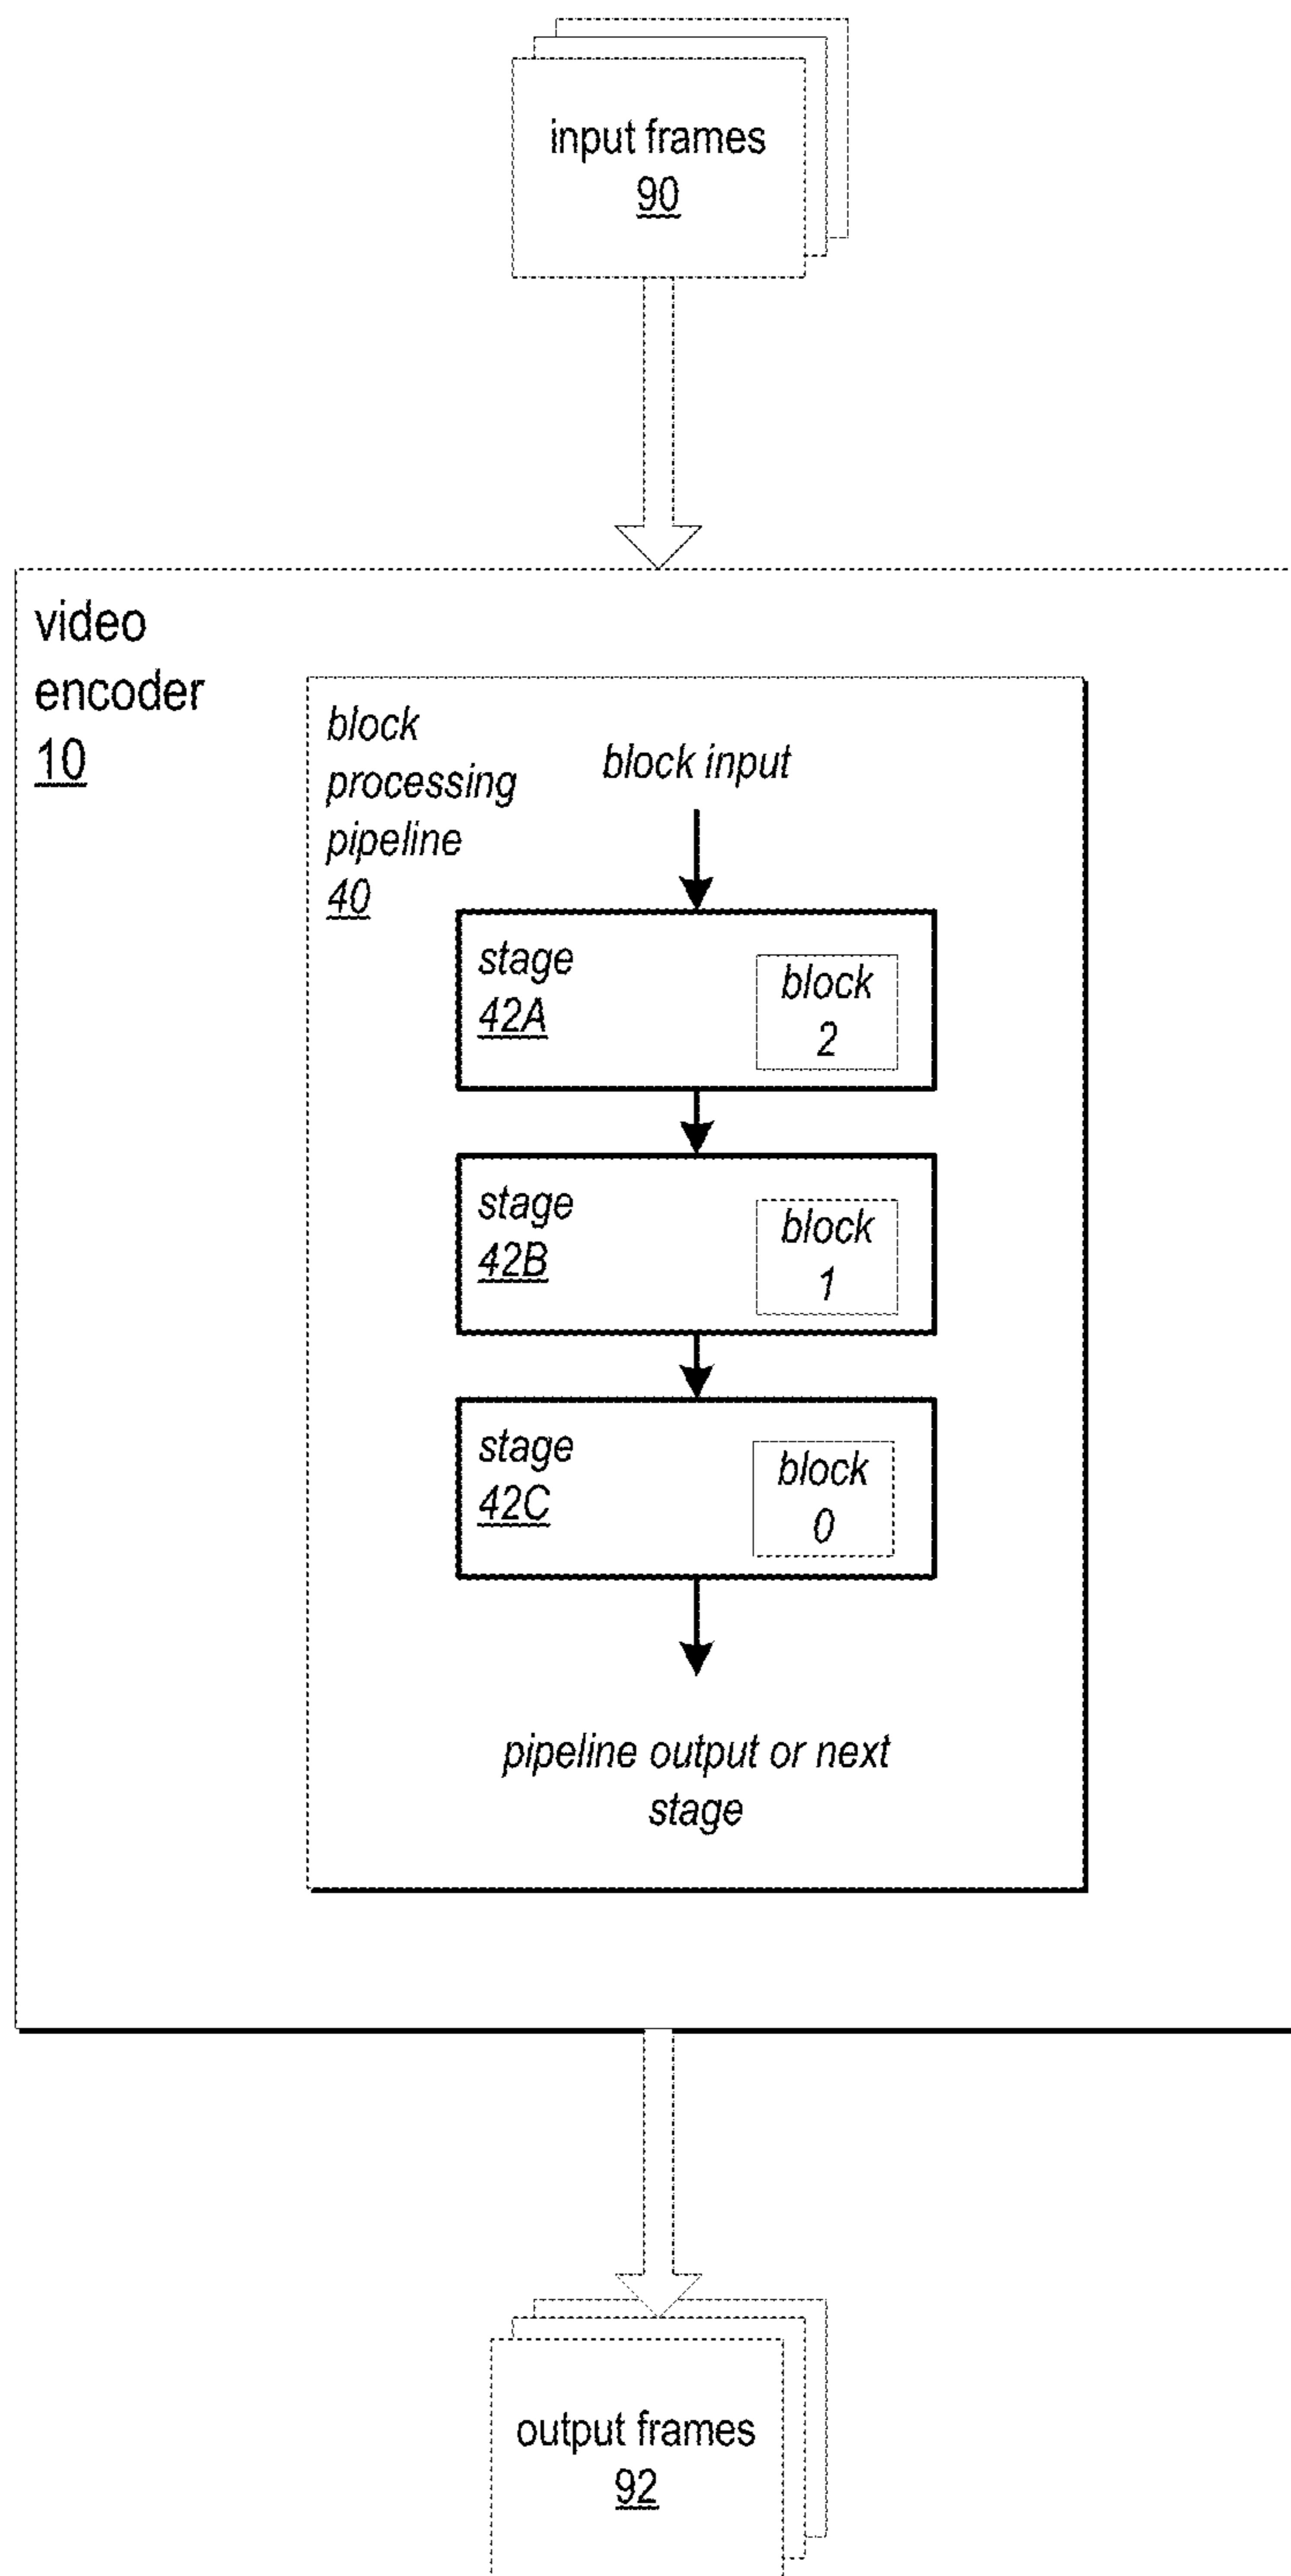 input frames
90
video
encoder
10
block
processing
pipeline
40
block input
stage
42A
block
2
stage
42B
block
1
stage
42C
block
0
pipeline output or next
stage
output frames
92